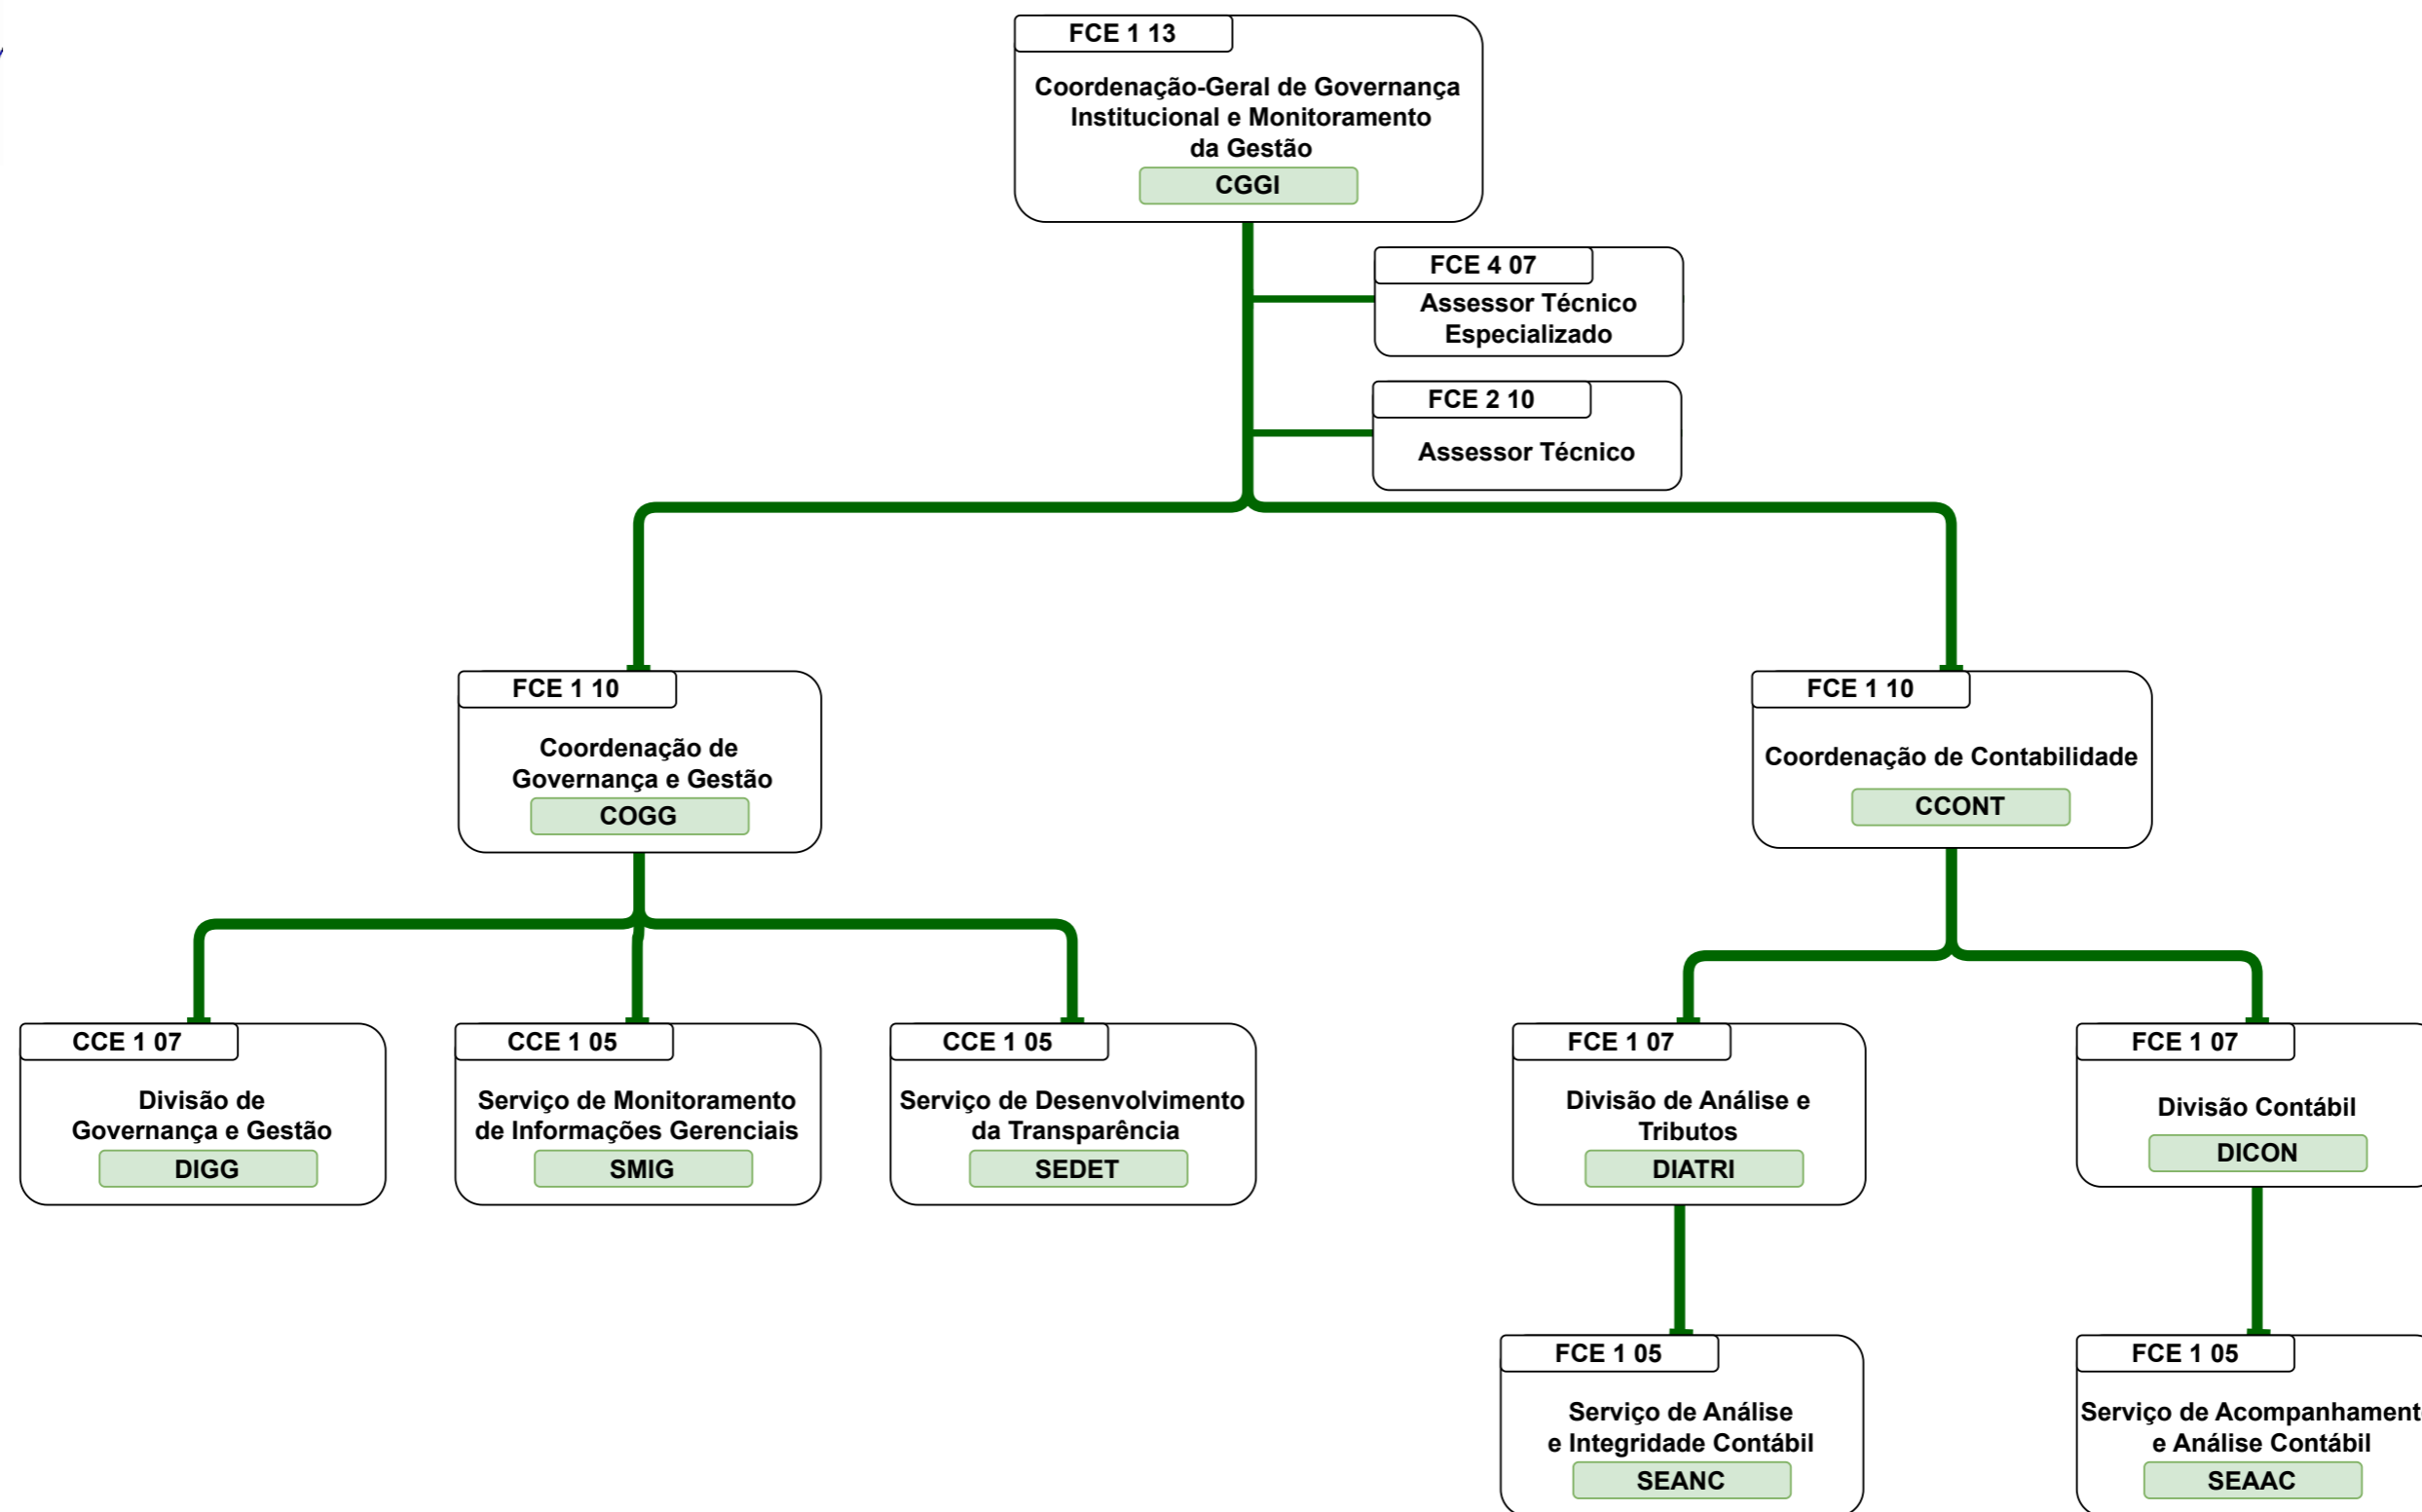 FCE 1 13
Coordenação-Geral de Governança
Institucional e Monitoramento
da Gestão
CGGI
FCE 4 07
Assessor Técnico
Especializado
FCE 2 10
Assessor Técnico
FCE 1 10
Coordenação de
Governança e Gestão
COGG
FCE 1 10
Coordenação de Contabilidade
CCONT
CCE 1 07
Divisão de
Governança e Gestão
DIGG
CCE 1 05
Serviço de Monitoramento
de Informações Gerenciais
SMIG
CCE 1 05
Serviço de Desenvolvimento
da Transparência
SEDET
FCE 1 07
Divisão de Análise e
Tributos
DIATRI
FCE 1 07
Divisão Contábil
DICON
FCE 1 05
Serviço de Análise
e Integridade Contábil
SEANC
FCE 1 05
Serviço de
e Análise Contábil
SEAAC